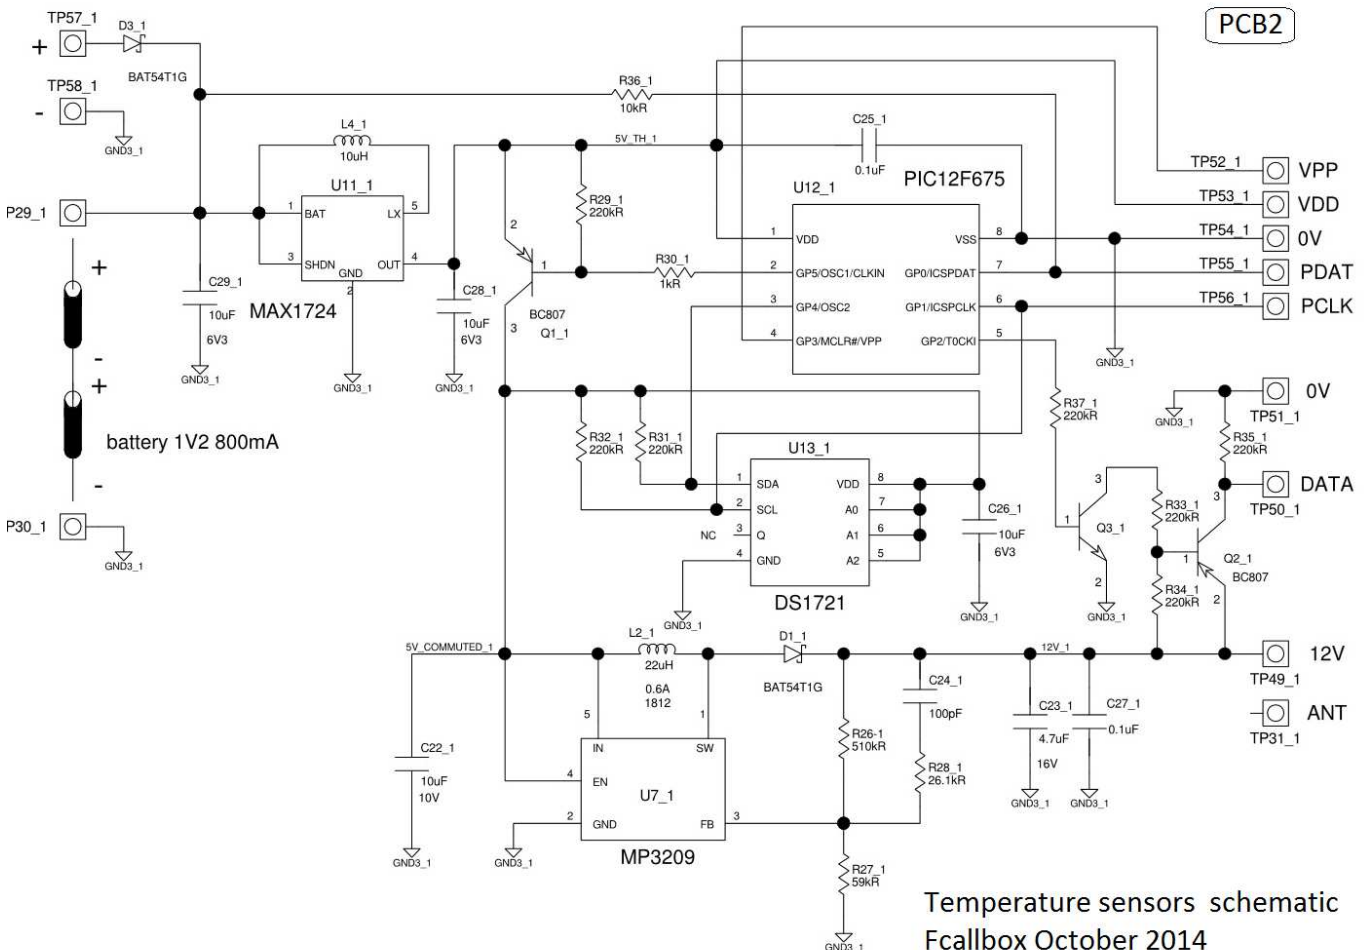 PCB2
TP57_1
+
D3_1
BAT54T1G
TP58_1
-
GND3_1
R36_1
10kR
L4_1
10uH
5V_TH_1
C25_1
0.1uF
U11_1
P29_1
1 BAT
LX 5
3 SHDN
OUT 4
GND
2
MAX1724
C29_1
10uF
6V3
GND3_1
GND3_1
C28_1
10uF
6V3
GND3_1
R29_1
220kR
2
1
3
BC807
Q1_1
R30_1
1kR
U12_1
PIC12F675
1 VDD
VSS 8
2 GP5/OSC1/CLKIN
GP0/ICSPDAT 7
3 GP4/OSC2
GP1/ICSPCLK 6
4 GP3/MCLR#/VPP
GP2/T0CKI 5
TP52_1 VPP
TP53_1 VDD
TP54_1 0V
TP55_1 PDAT
TP56_1 PCLK
GND3_1
+
-
+
-
battery 1V2 800mA
P30_1
GND3_1
R32_1
220kR
R31_1
220kR
U13_1
1 SDA
VDD 8
2 SCL
A0 7
NC 3 Q
A1 6
4 GND
A2 5
DS1721
GND3_1
C26_1
10uF
6V3
GND3_1
R37_1
220kR
1
3
2
Q3_1
GND3_1
R33_1
220kR
R34_1
220kR
GND3_1
0V
TP51_1
R35_1
220kR
DATA
TP50_1
3
1
2
Q2_1
BC807
5V_COMMUTED_1
L2_1
22uH
0.6A
1812
D1_1
BAT54T1G
12V_1
12V
TP49_1
ANT
TP31_1
C22_1
10uF
10V
GND3_1
5
IN
1
SW
4 EN
U7_1
2 GND
FB 3
MP3209
GND3_1
R26-1
510kR
C24_1
100pF
R28_1
26.1kR
R27_1
59kR
GND3_1
C23_1
4.7uF
16V
GND3_1
C27_1
0.1uF
GND3_1
Temperature sensors schematic
Fcallbox October 2014